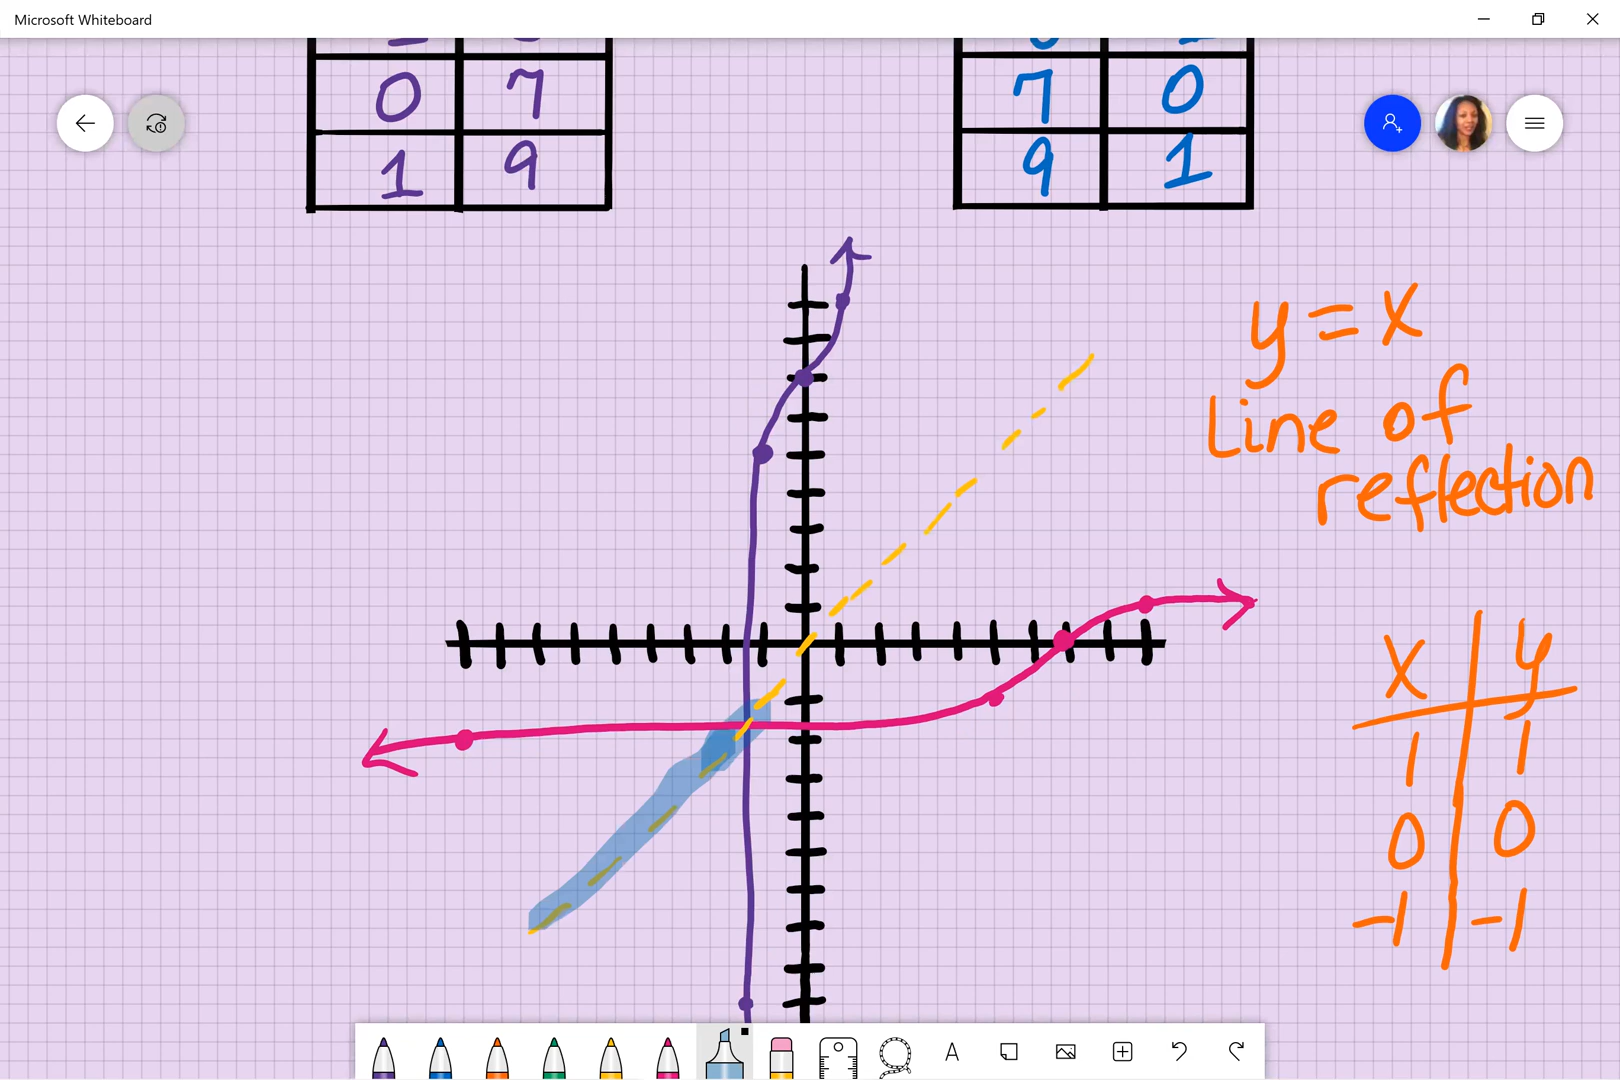 Microsoft Whiteboard
0 7
1 9
7 0
9 1
y = x
Line of
reflection
x y
1 1
0 0
-1 -1
A